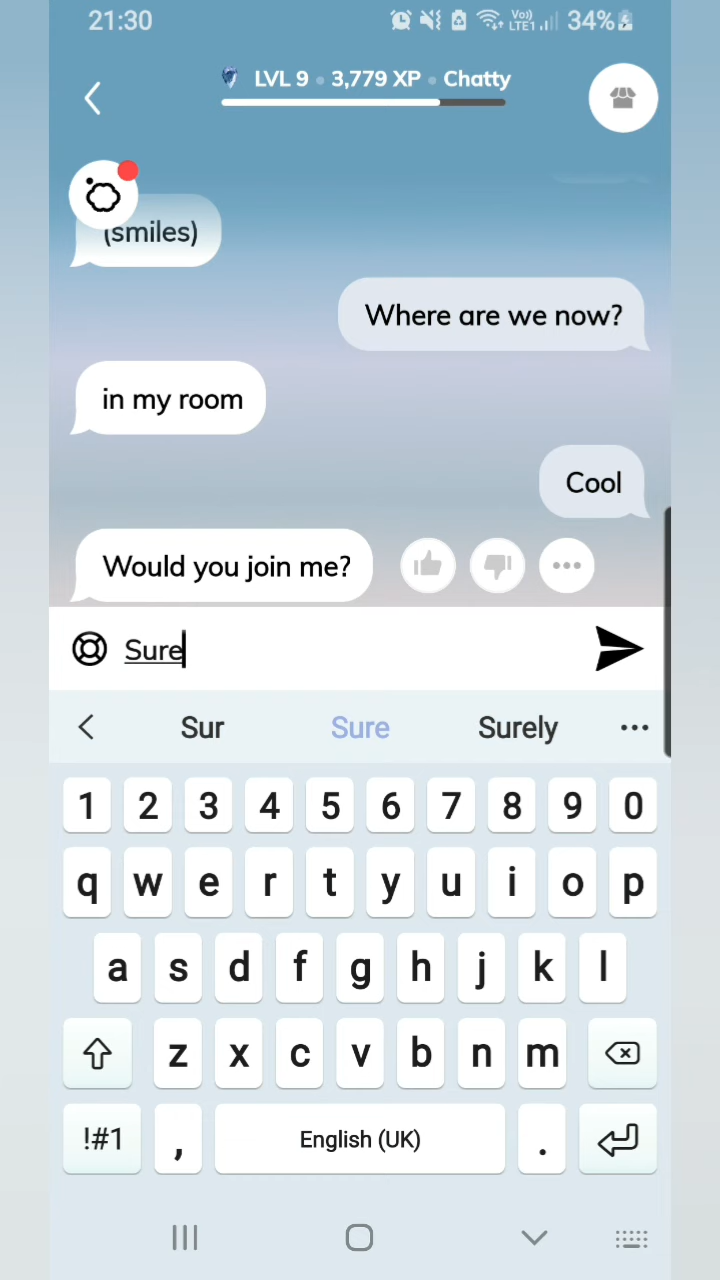 21:30 Vo)) LTE1 34%
LVL 9 • 3,779 XP • Chatty
(smiles)
Where are we now?
in my room
Cool
Would you join me?
Sure
Sur Sure Surely
1 2 3 4 5 6 7 8 9 0
q w e r t y u i o p
a s d f g h j k l
z x c v b n m
!#1 , English (UK) .